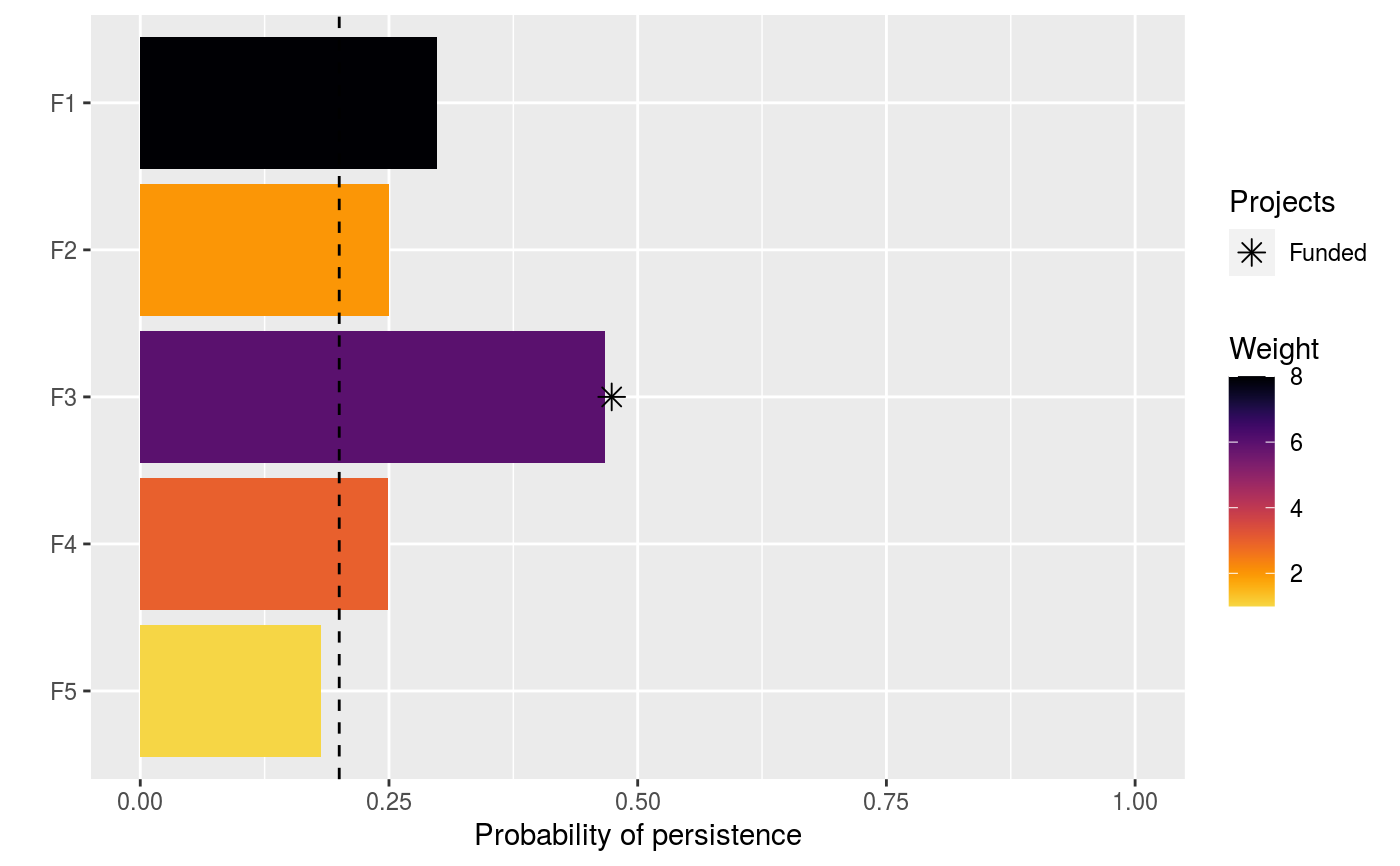 F1
F2
F3
F4
F5
0.00 0.25 0.50 0.75 1.00
Probability of persistence
Projects
Funded
Weight
8
6
4
2